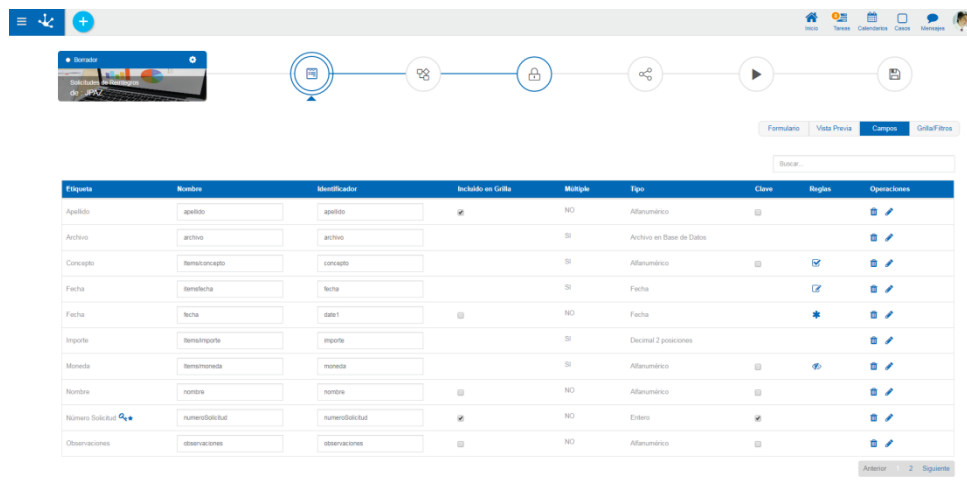 Inicio Tareas Calendarios Casos Mensajes
Borrador
Solicitudes de Reintegros
de : JPAZ
Formulario Vista Previa Campos Grilla/Filtros
Buscar...
Etiqueta Nombre Identificador Incluido en Grilla Múltiple Tipo Clave Reglas Operaciones
Apellido apellido apellido NO Alfanumérico
Archivo archivo archivo SI Archivo en Base de Datos
Concepto items/concepto concepto SI Alfanumérico
Fecha items/fecha fecha SI Fecha
Fecha fecha date1 NO Fecha
Importe items/importe importe SI Decimal 2 posiciones
Moneda items/moneda moneda SI Alfanumérico
Nombre nombre nombre NO Alfanumérico
Número Solicitud numeroSolicitud numeroSolicitud NO Entero
Observaciones observaciones observaciones NO Alfanumérico
Anterior 1 2 Siguiente